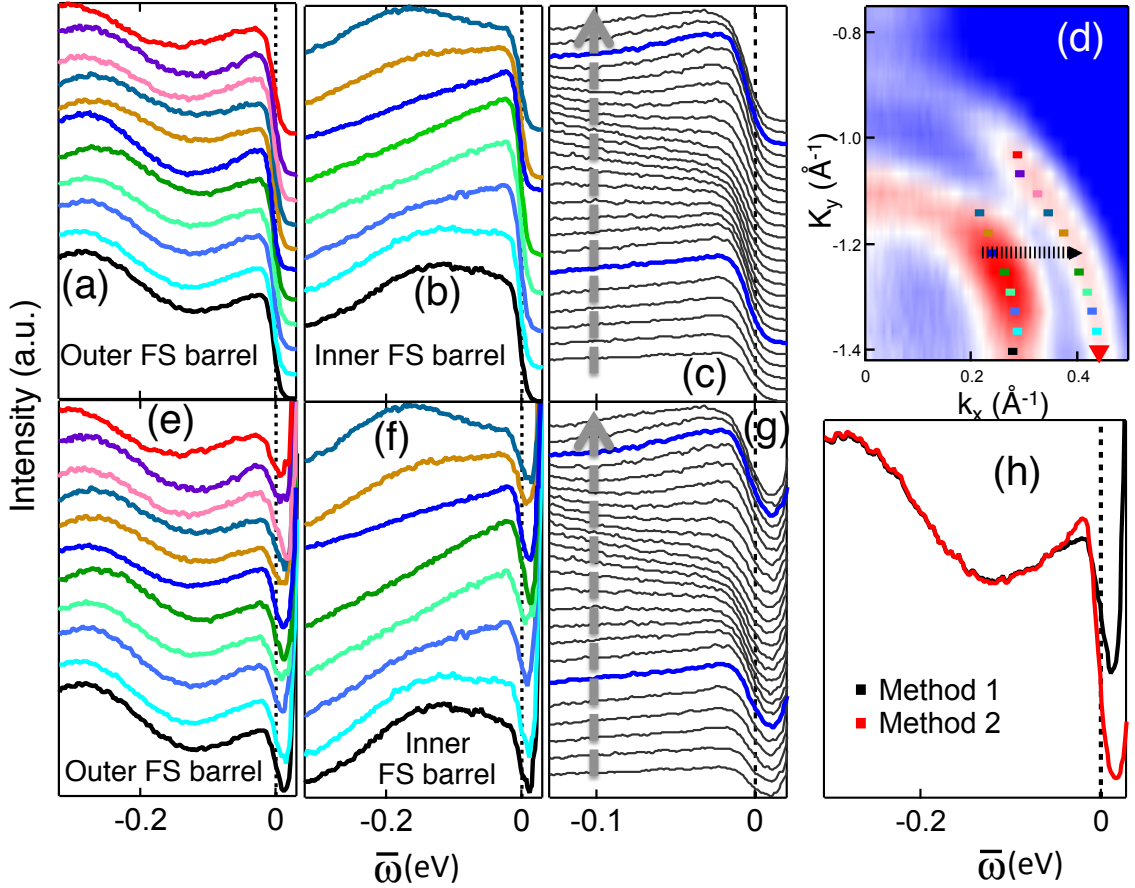 Intensity (a.u.)
(a)
Outer FS barrel
(b)
Inner FS barrel
(c)
(d)
K_y (Å⁻¹)
-0.8
-1.0
-1.2
-1.4
0
0.2
0.4
k_x (Å⁻¹)
(e)
Outer FS barrel
(f)
Inner
FS barrel
(g)
(h)
Method 1
Method 2
-0.2
0
-0.2
0
-0.1
0
-0.2
0
ω̅ (eV)
ω̅ (eV)
ω̅ (eV)